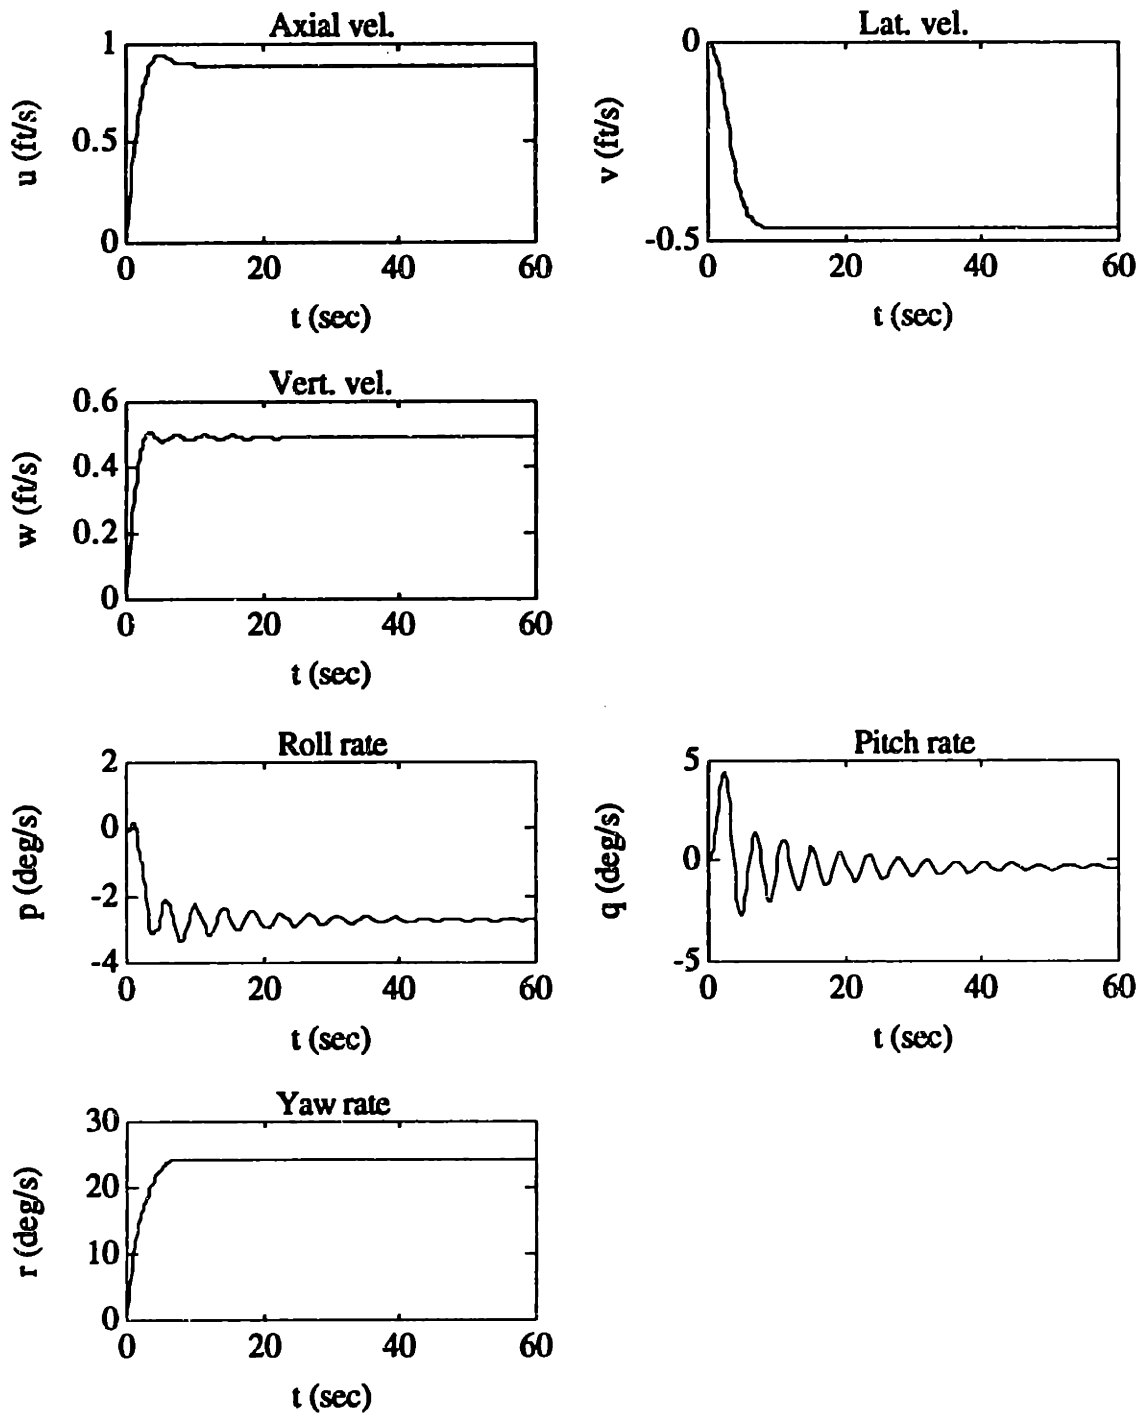 Axial vel.
u (ft/s)
1
0.5
0
0 20 40 60
t (sec)
Lat. vel.
v (ft/s)
0
-0.5
0 20 40 60
t (sec)
Vert. vel.
w (ft/s)
0.6
0.4
0.2
0
0 20 40 60
t (sec)
Roll rate
p (deg/s)
2
0
-2
-4
0 20 40 60
t (sec)
Pitch rate
q (deg/s)
5
0
-5
0 20 40 60
t (sec)
Yaw rate
r (deg/s)
30
20
10
0
0 20 40 60
t (sec)